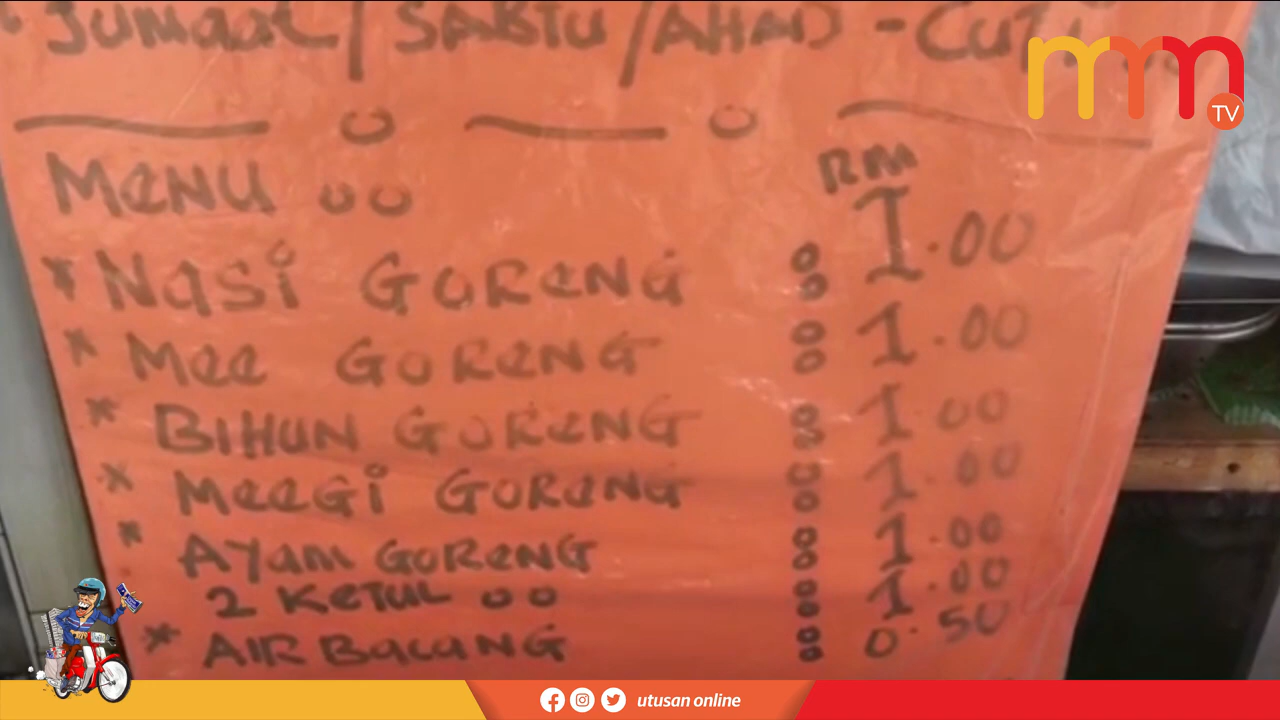 Jumaat / SABTU / AHAD - CUTI
mm TV
MeNU
RM
* NASi GOReNG : 1.00
* Mee GOReNG : 1.00
* BIHUN GOReNG : 1.00
* MeeGi GOReNG : 1.00
* AYam GOReNG : 1.00
2 KeTUL : 1.00
* AIR BaLaNG : 0.50
utusan online